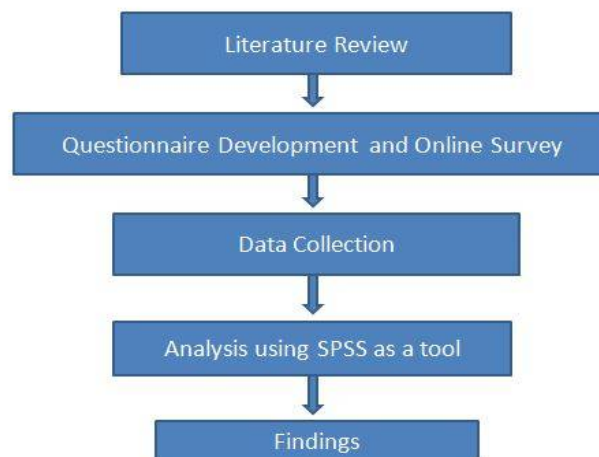 Literature Review
Questionnaire Development and Online Survey
Data Collection
Analysis using SPSS as a tool
Findings